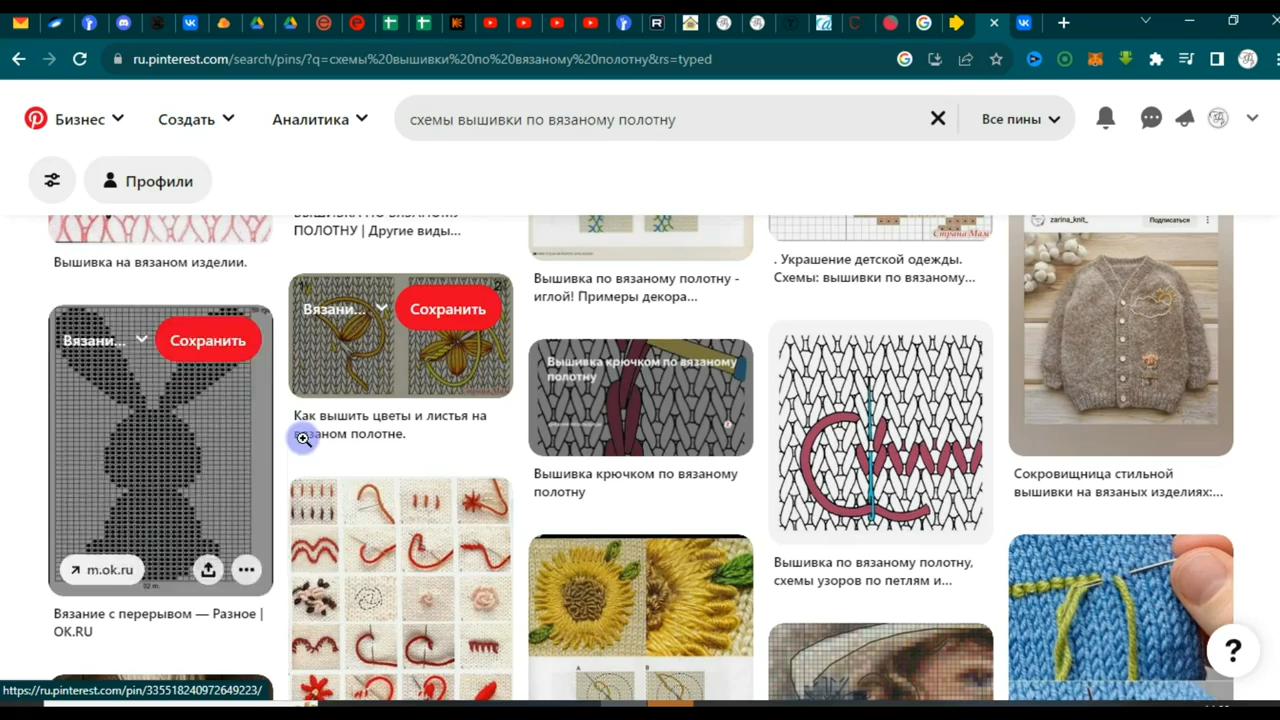 ru.pinterest.com/search/pins/?q=схемы%20вышивки%20по%20вязаному%20полотну&rs=typed
Бизнес
Создать
Аналитика
схемы вышивки по вязаному полотну
Все пины
Профили
Вышивка на вязаном изделии.
ПОЛОТНУ | Другие виды...
Вязани...
Сохранить
m.ok.ru
Вязание с перерывом — Разное |
OK.RU
1
2
Вязани...
Сохранить
Как вышить цветы и листья на
вязаном полотне.
Вышивка по вязаному полотну -
иглой! Примеры декора...
Вышивка крючком по вязаному
полотну
Вышивка крючком по вязаному
полотну
A
B
Страна Мам
. Украшение детской одежды.
Схемы: вышивки по вязаному...
Вышивка по вязаному полотну,
схемы узоров по петлям и...
zarina_knit_
Подписаться
Сокровищница стильной
вышивки на вязаных изделиях:...
?
https://ru.pinterest.com/pin/335518240972649223/